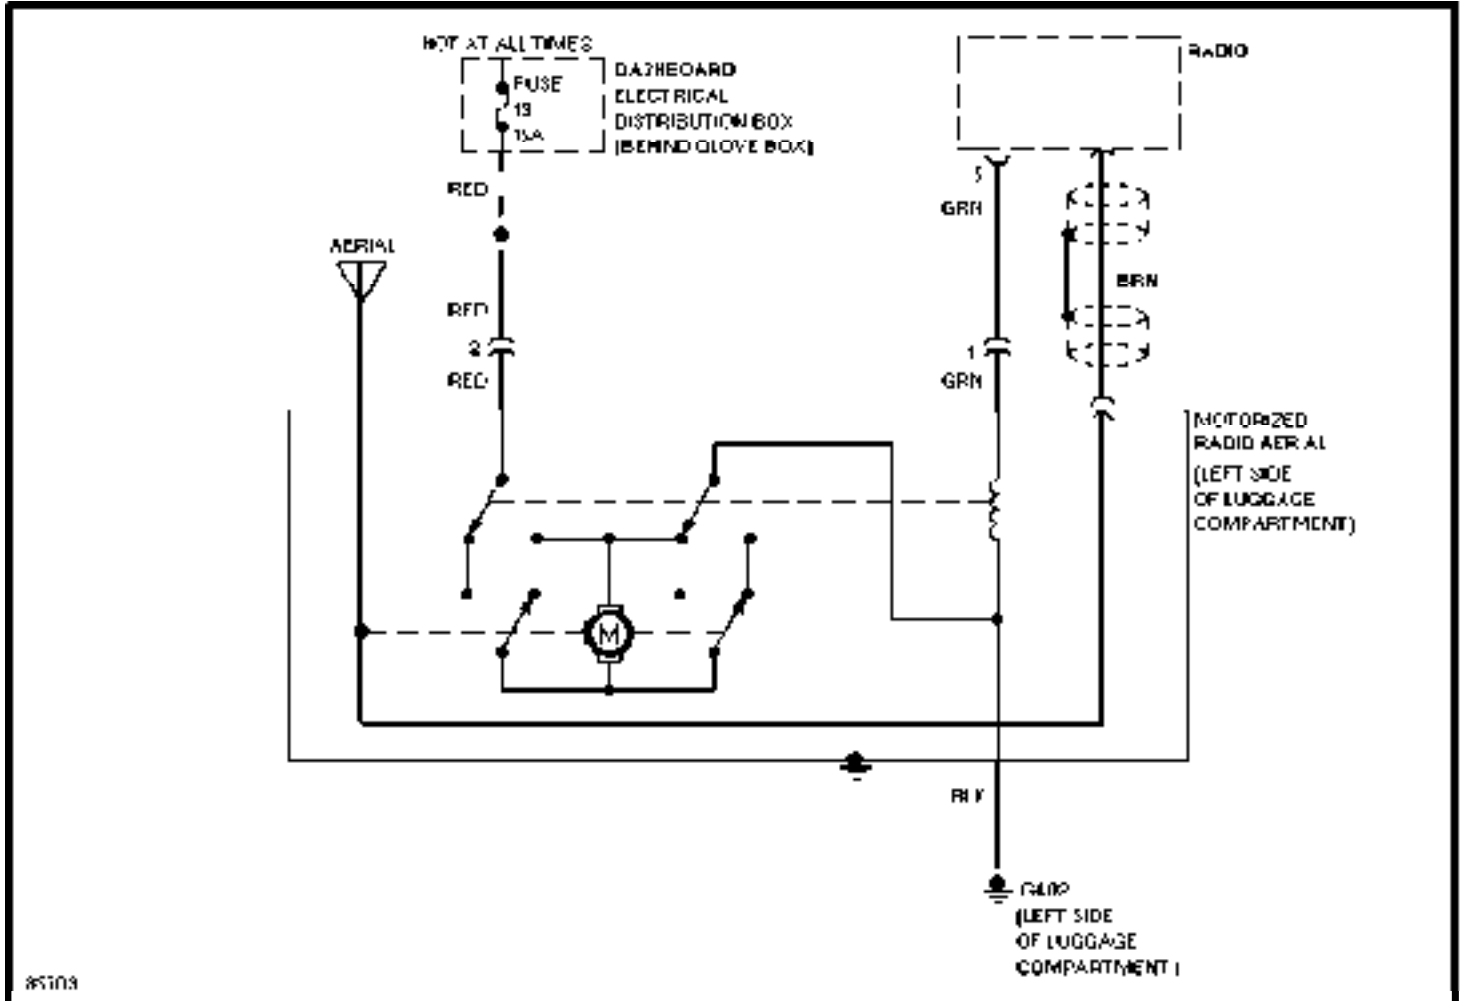 HOT AT ALL TIMES
FUSE
15A
DASHBOARD
ELECTRICAL
DISTRIBUTION BOX
(BEHIND GLOVE BOX)
RADIO
RED
5
GRN
AERIAL
BRN
RED
RED
1
GRN
MOTORIZED
RADIO AERIAL
(LEFT SIDE
OF LUGGAGE
COMPARTMENT)
M
BLK
G402
(LEFT SIDE
OF LUGGAGE
COMPARTMENT)